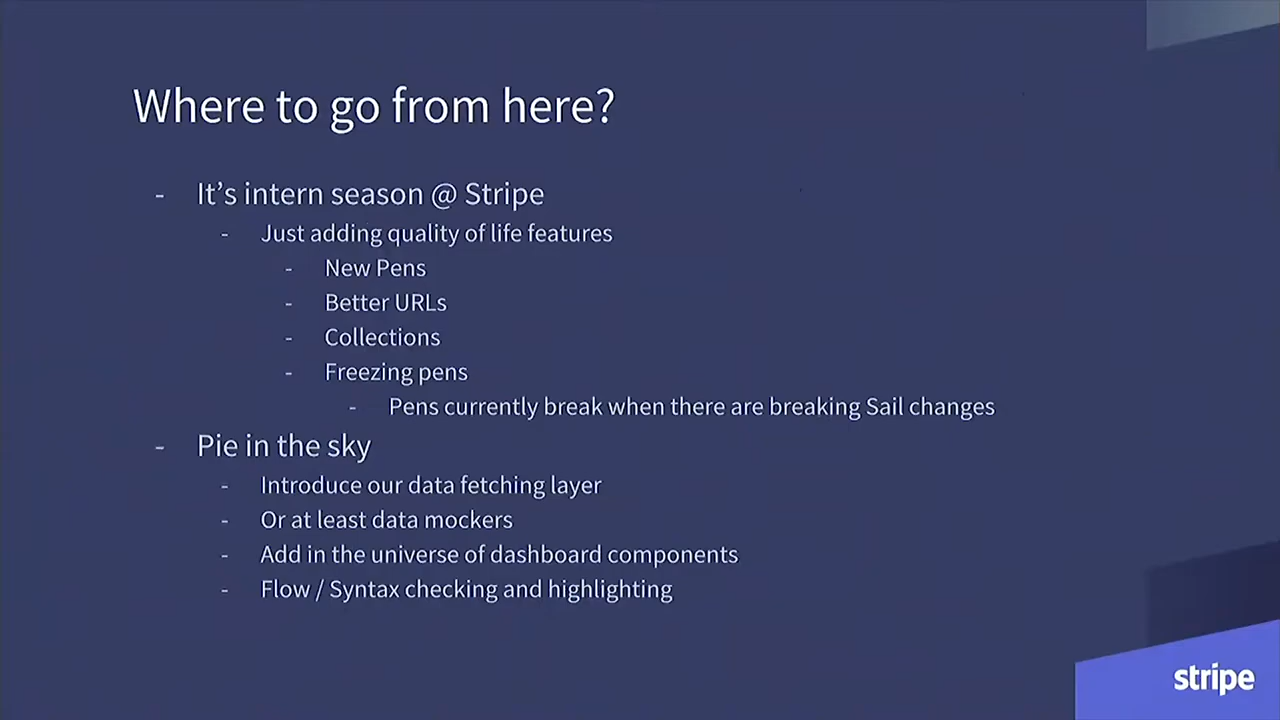 Where to go from here?
- It's intern season @ Stripe
- Just adding quality of life features
- New Pens
- Better URLs
- Collections
- Freezing pens
- Pens currently break when there are breaking Sail changes
- Pie in the sky
- Introduce our data fetching layer
- Or at least data mockers
- Add in the universe of dashboard components
- Flow / Syntax checking and highlighting
stripe